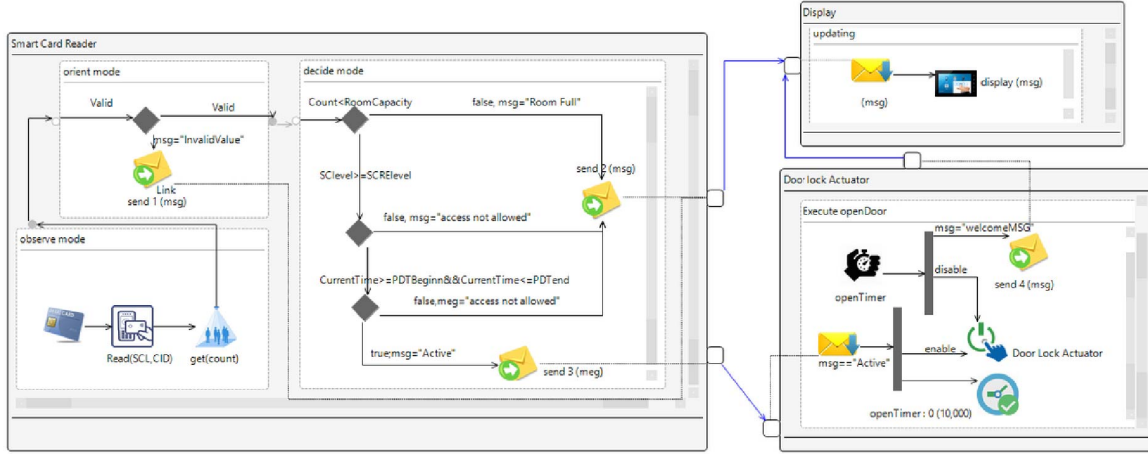 Smart Card Reader
orient mode
Valid
Valid
msg="InvalidValue"
Link
send 1 (msg)
observe mode
Read(SCL,CID)
get(count)
decide mode
Count<RoomCapacity
false, msg="Room Full"
send 2 (msg)
SClevel>=SCRElevel
false, msg="access not allowed"
CurrentTime>=PDTBeginn&&CurrentTime<=PDTend
false,meg="access not allowed"
true;msg="Active"
send 3 (meg)
Display
updating
(msg)
display (msg)
Door lock Actuator
Execute openDoor
msg="welcomeMSG"
send 4 (msg)
disable
openTimer
enable
msg=="Active"
Door Lock Actuator
openTimer : 0 (10,000)